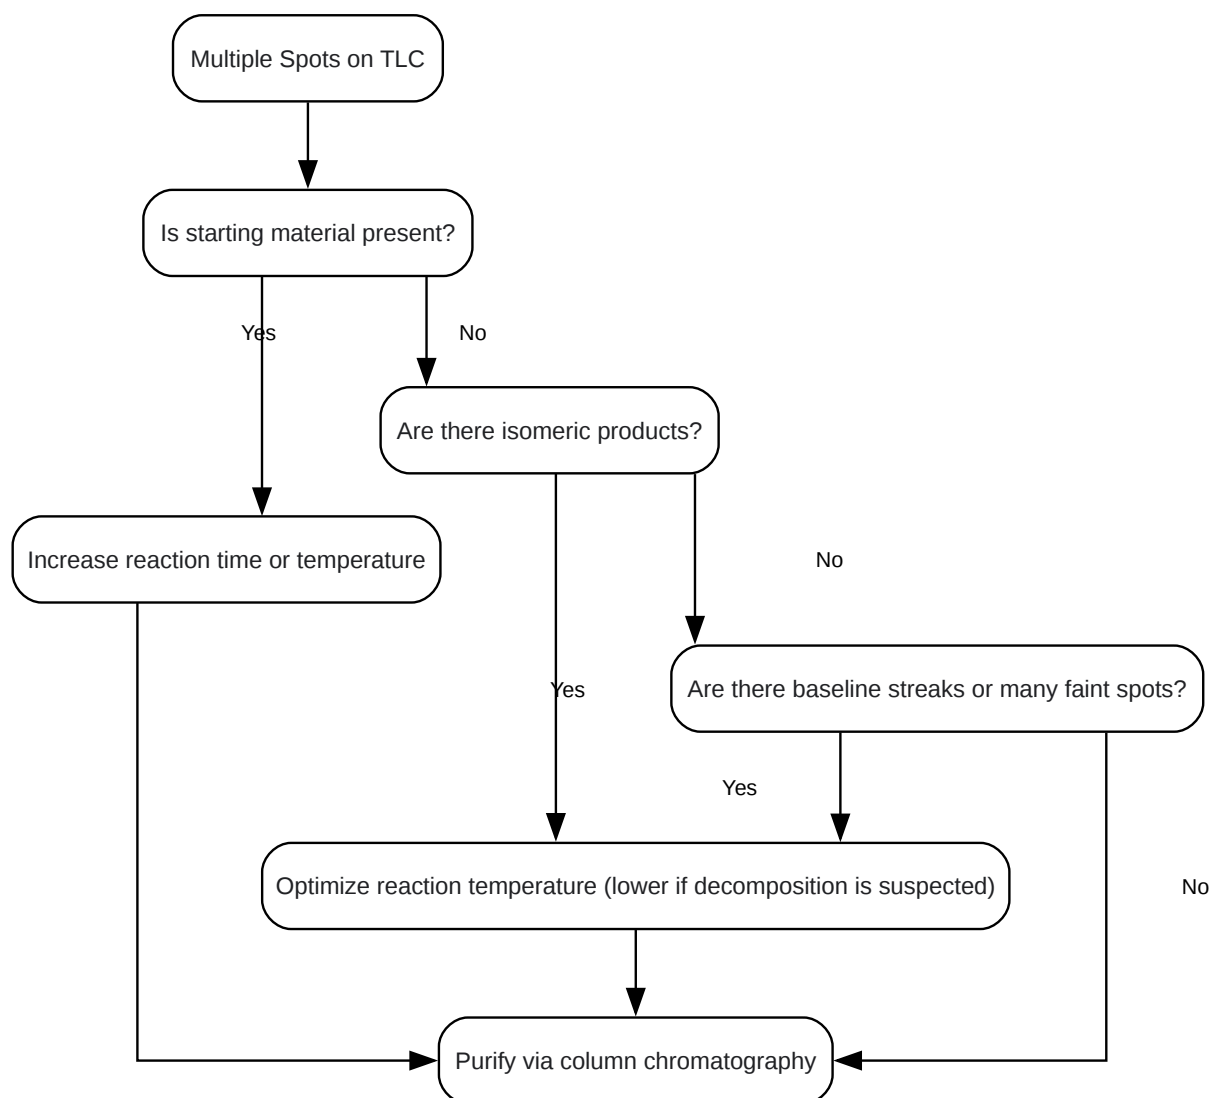 Multiple Spots on TLC
Is starting material present?
Yes
No
Are there isomeric products?
Increase reaction time or temperature
No
Yes
Are there baseline streaks or many faint spots?
Yes
Optimize reaction temperature (lower if decomposition is suspected)
No
Purify via column chromatography